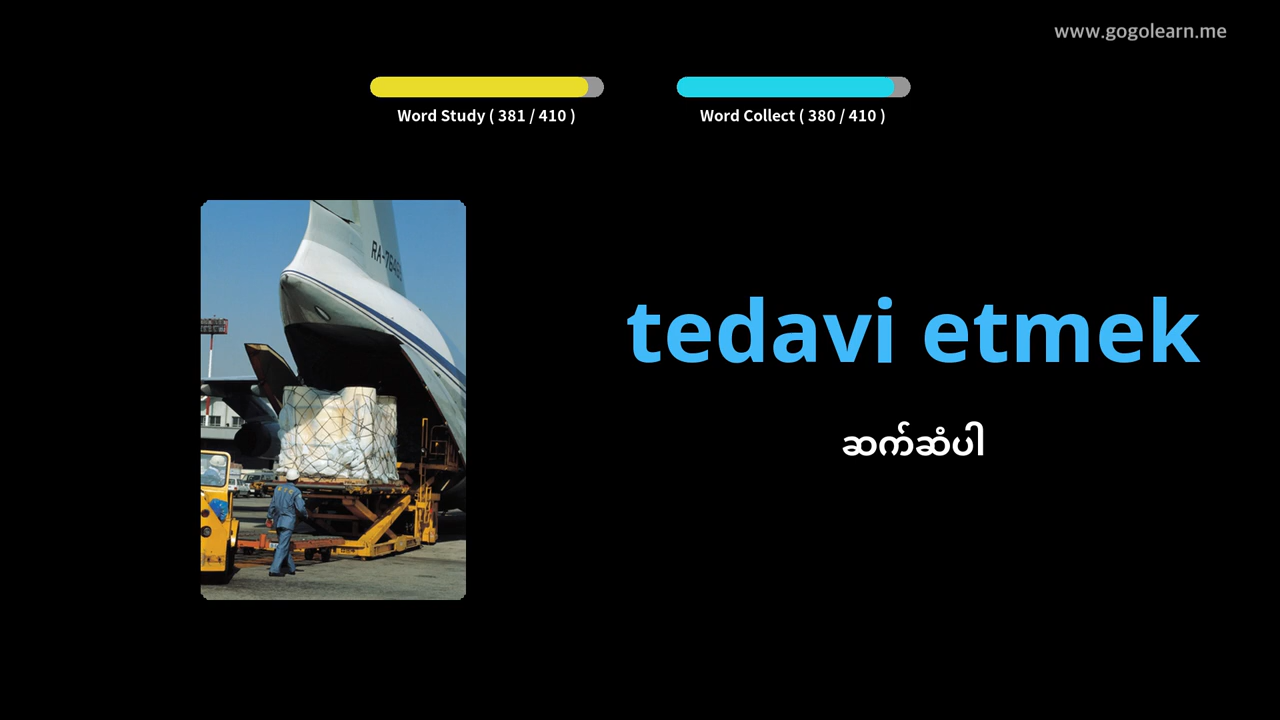 www.gogolearn.me
Word Study ( 381 / 410 )
Word Collect ( 380 / 410 )
tedavi etmek
ဆက်ဆံပါ